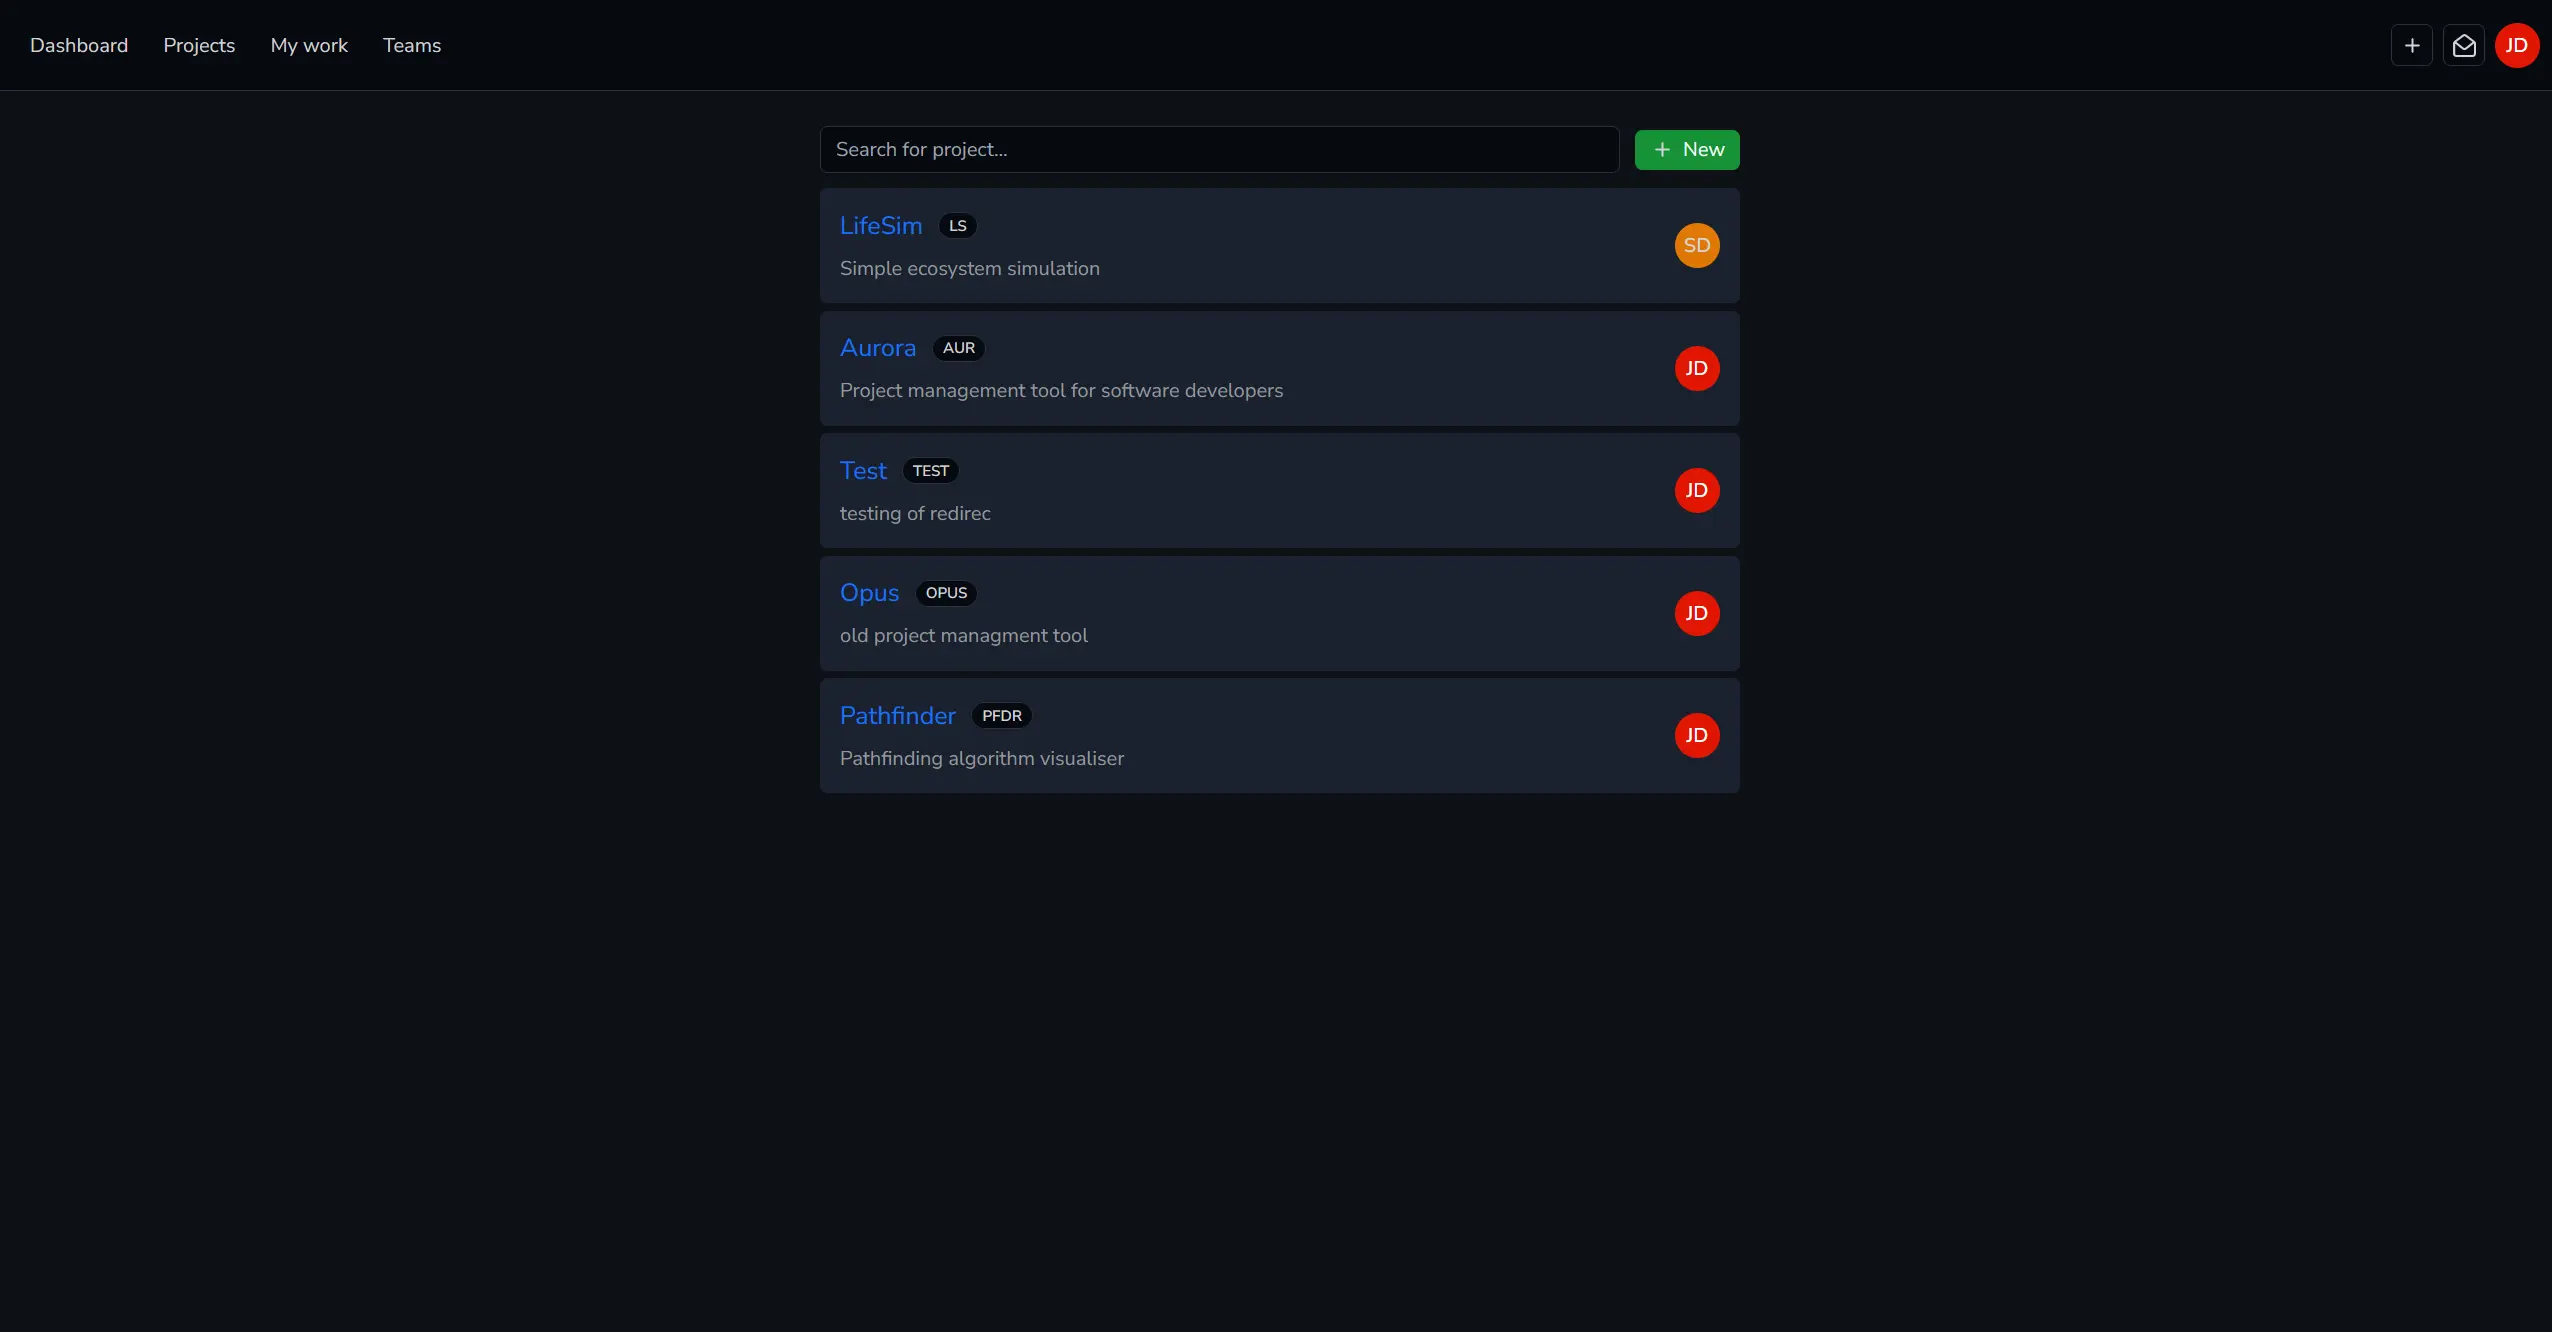 Dashboard Projects My work Teams JD
Search for project... New
LifeSim LS
Simple ecosystem simulation
SD
Aurora AUR
Project management tool for software developers
JD
Test TEST
testing of redirec
JD
Opus OPUS
old project managment tool
JD
Pathfinder PFDR
Pathfinding algorithm visualiser
JD